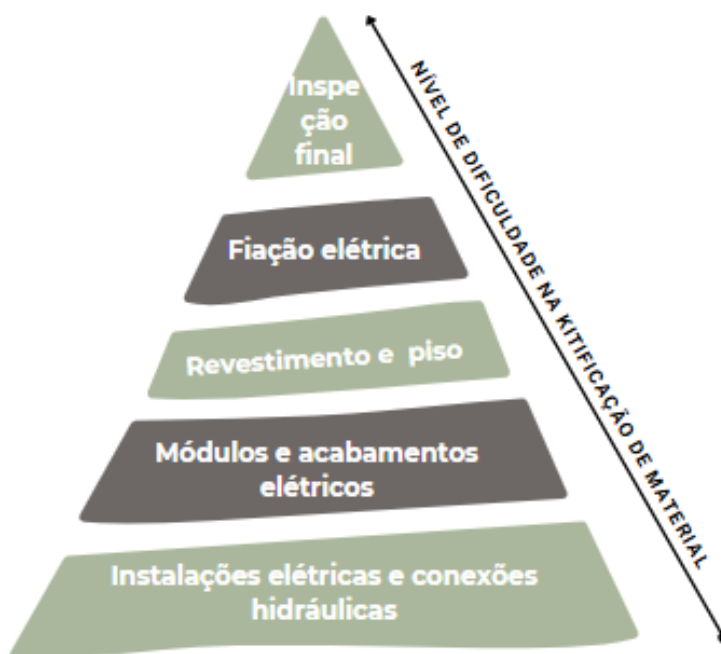 Inspe
ção
final
Fiação elétrica
Revestimento e piso
Módulos e acabamentos
elétricos
Instalações elétricas e conexões
hidráulicas
NÍVEL DE DIFICULDADE NA KITIFICAÇÃO DE MATERIAL